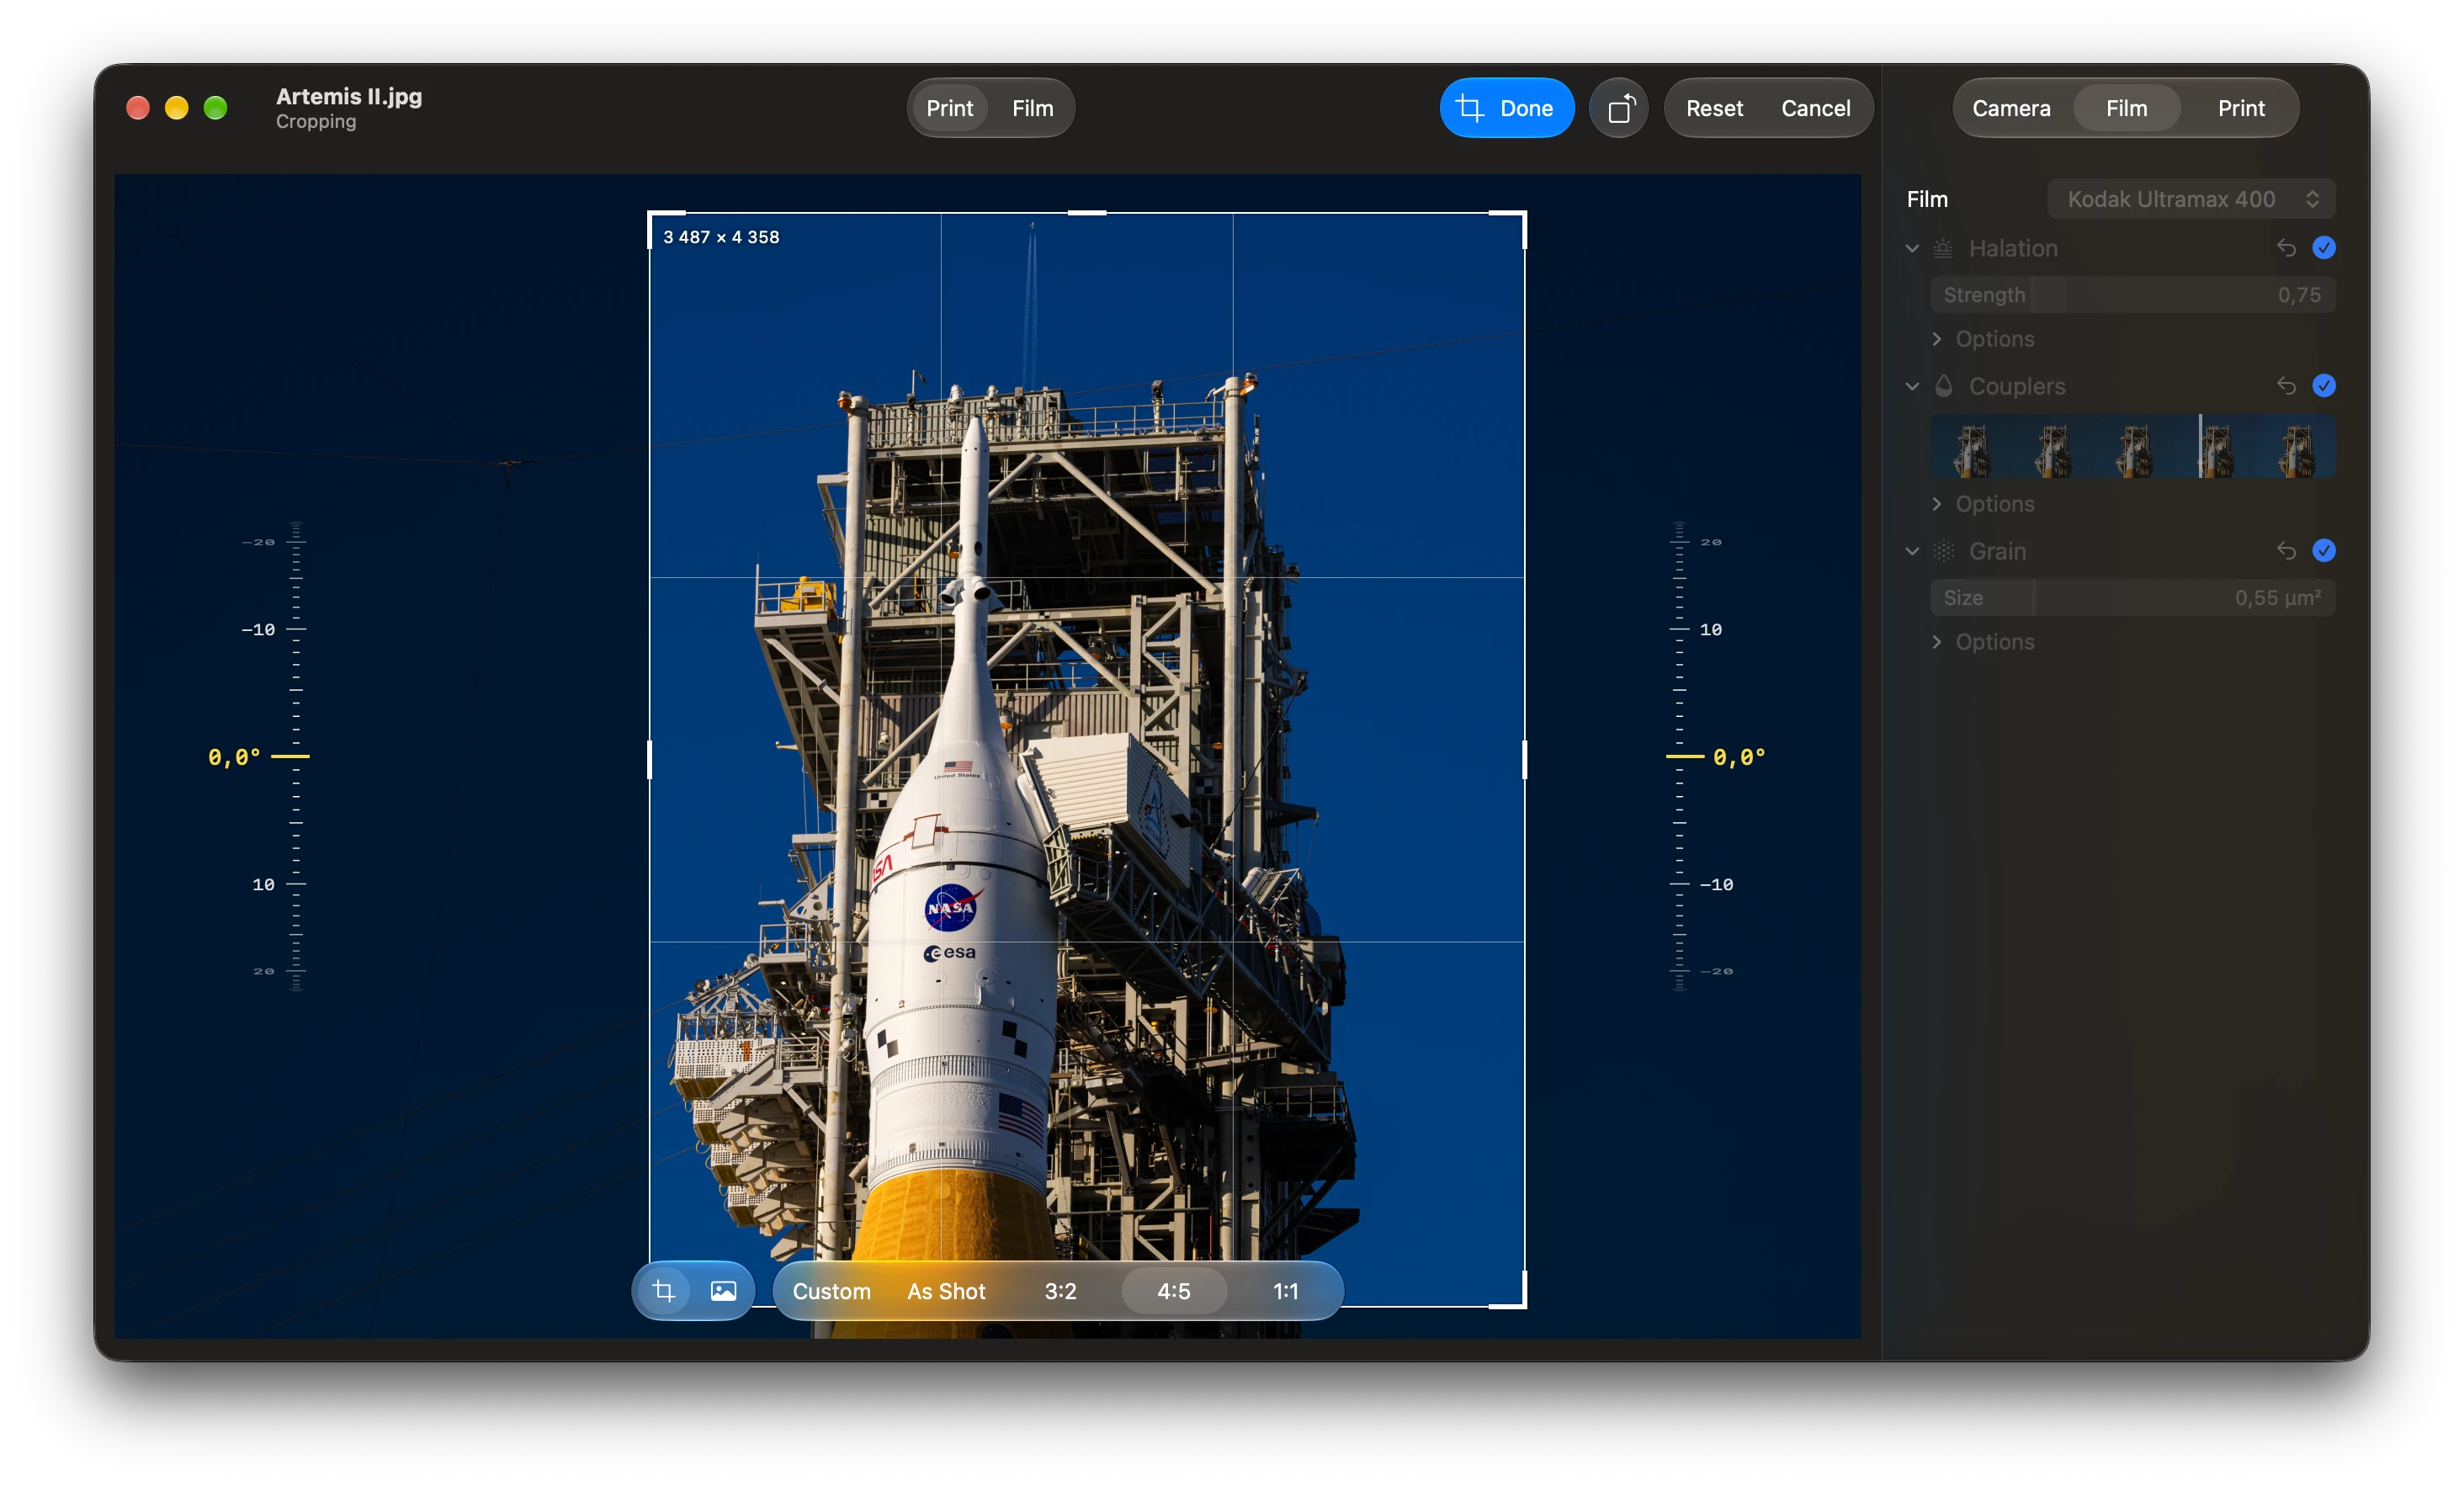 Artemis II.jpg
Cropping
Print Film
Done
Reset Cancel
Camera Film Print
3 487 × 4 358
Film Kodak Ultramax 400
Halation
Strength 0,75
Options
Couplers
Options
Grain
Size 0,55 µm²
Options
−20
−10
0,0°
10
20
20
10
0,0°
−10
−20
United States
NASA
esa
Custom As Shot 3:2 4:5 1:1